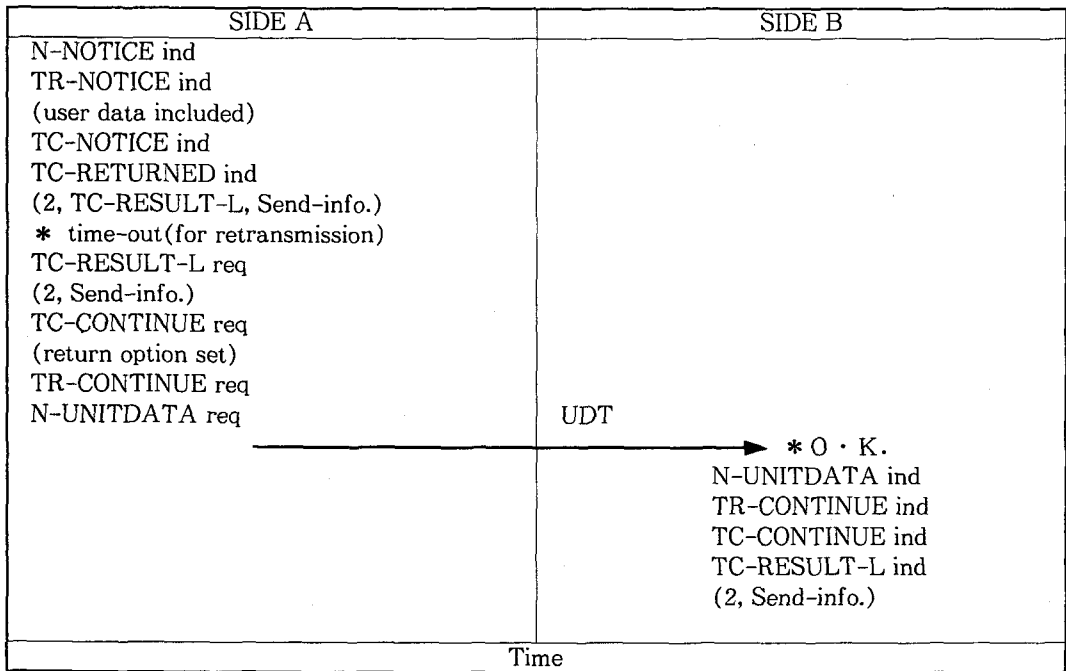 SIDE A
SIDE B
N-NOTICE ind
TR-NOTICE ind
(user data included)
TC-NOTICE ind
TC-RETURNED ind
(2, TC-RESULT-L, Send-info.)
* time-out(for retransmission)
TC-RESULT-L req
(2, Send-info.)
TC-CONTINUE req
(return option set)
TR-CONTINUE req
N-UNITDATA req
UDT
* O・K.
N-UNITDATA ind
TR-CONTINUE ind
TC-CONTINUE ind
TC-RESULT-L ind
(2, Send-info.)
Time